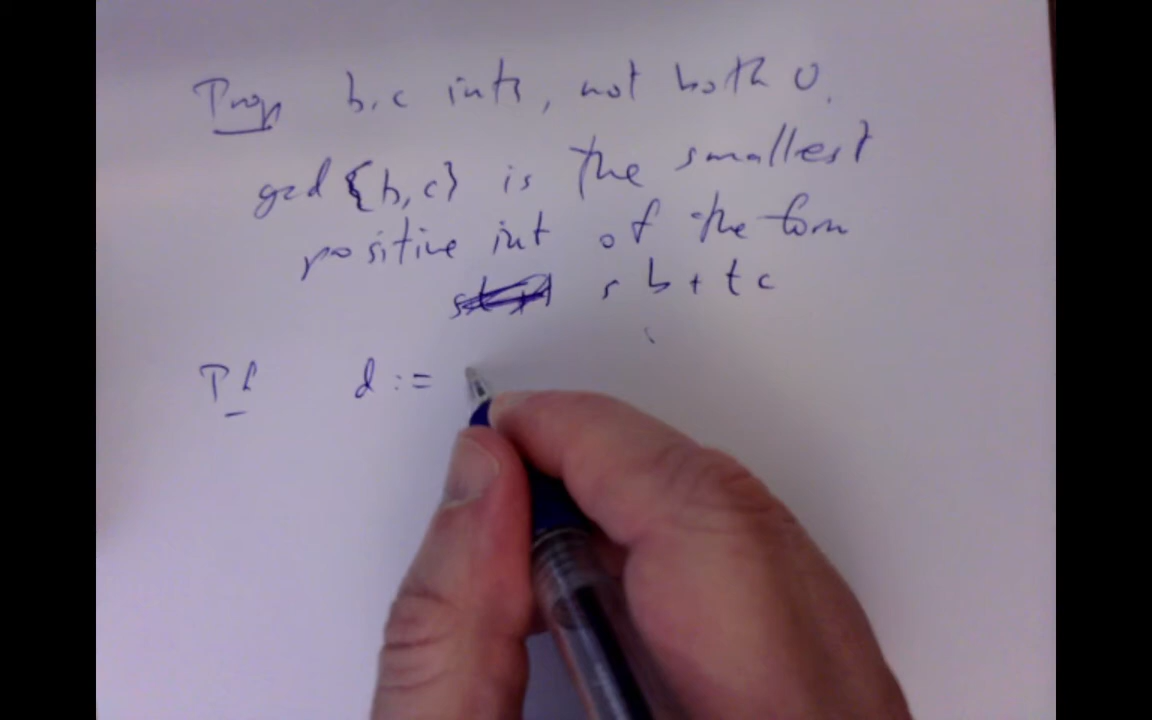 Prop b,c ints, not both 0.
gcd {b,c} is the smallest
positive int of the form
sb + tc
Pf d :=